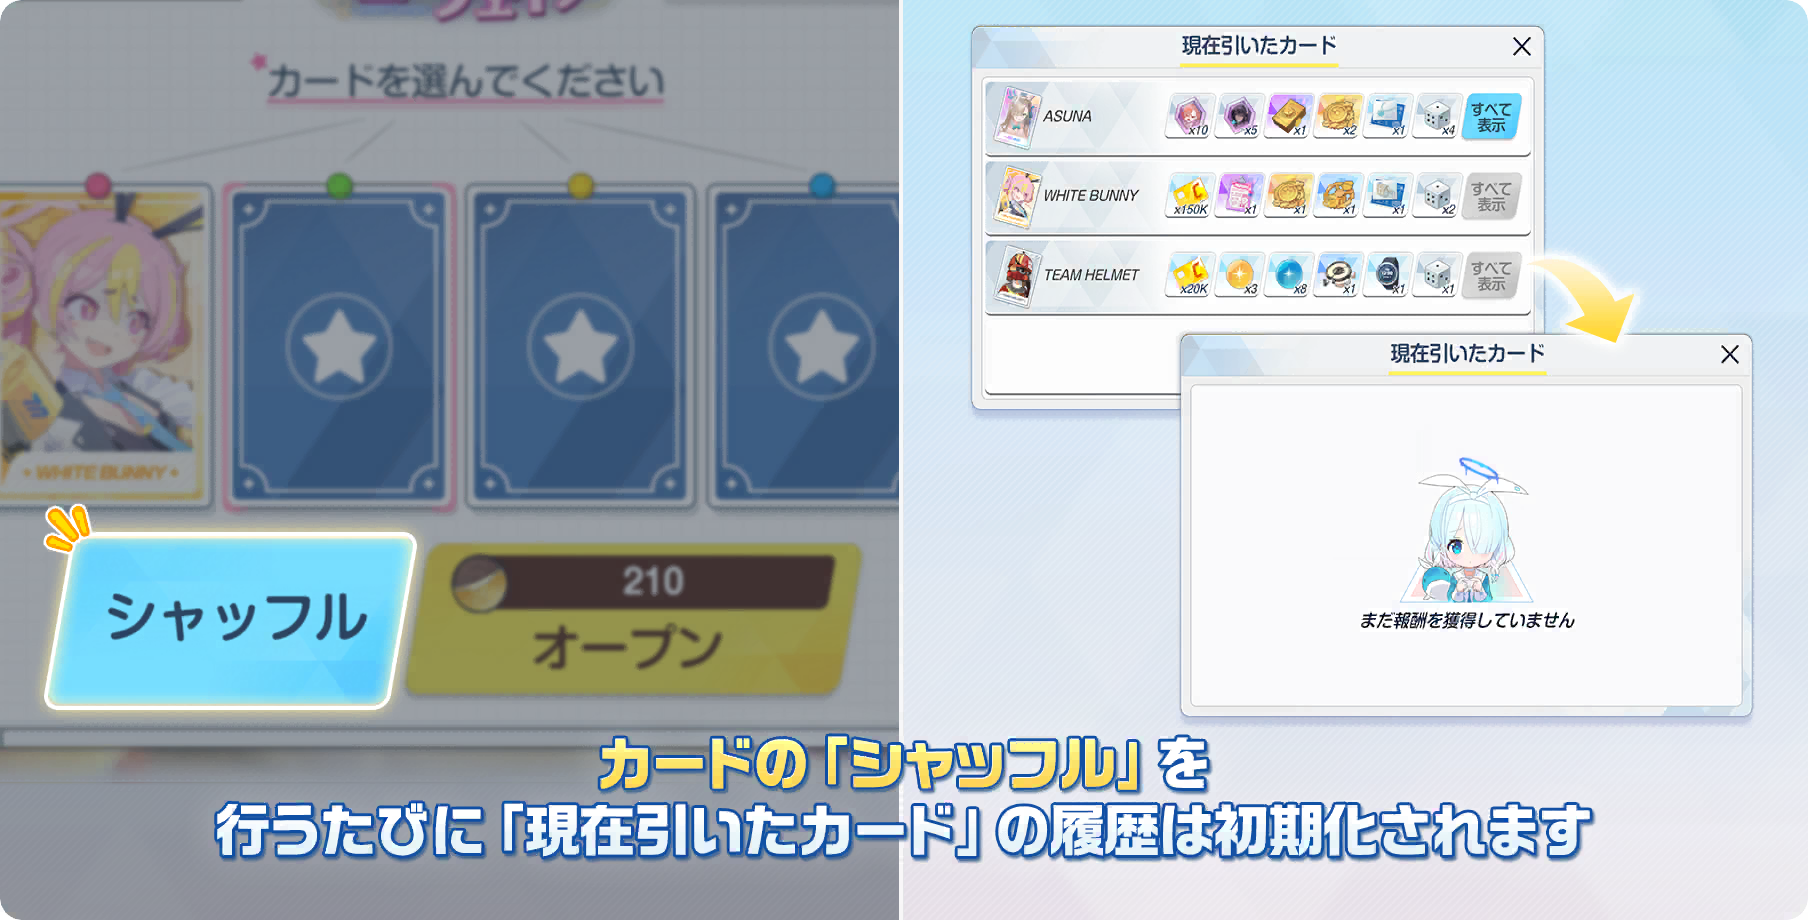 カードを選んでください
WHITE BUNNY
シャッフル
210
オープン
現在引いたカード
ASUNA
x10
x5
x1
x2
x1
x4
すべて
表示
WHITE BUNNY
x150K
x1
x1
x1
x1
x2
すべて
表示
TEAM HELMET
x20K
x3
x8
x1
x1
x1
すべて
表示
現在引いたカード
まだ報酬を獲得していません
カードの「シャッフル」を
行うたびに「現在引いたカード」の履歴は初期化されます